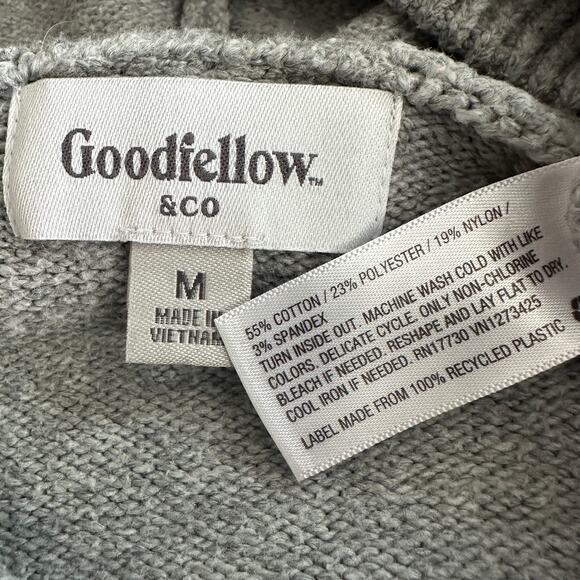 Goodfellow™
& CO
M
MADE IN
VIETNAM
55% COTTON / 23% POLYESTER / 19% NYLON /
3% SPANDEX
TURN INSIDE OUT. MACHINE WASH COLD WITH LIKE
COLORS. DELICATE CYCLE. ONLY NON-CHLORINE
BLEACH IF NEEDED. RESHAPE AND LAY FLAT TO DRY.
COOL IRON IF NEEDED. RN17730 VN1273425
LABEL MADE FROM 100% RECYCLED PLASTIC